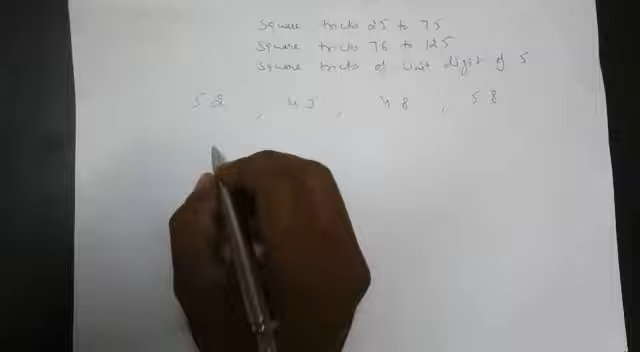 Square tricks 25 to 75
Square tricks 76 to 125
Square tricks of unit digit of 5
52, 43, 48, 58